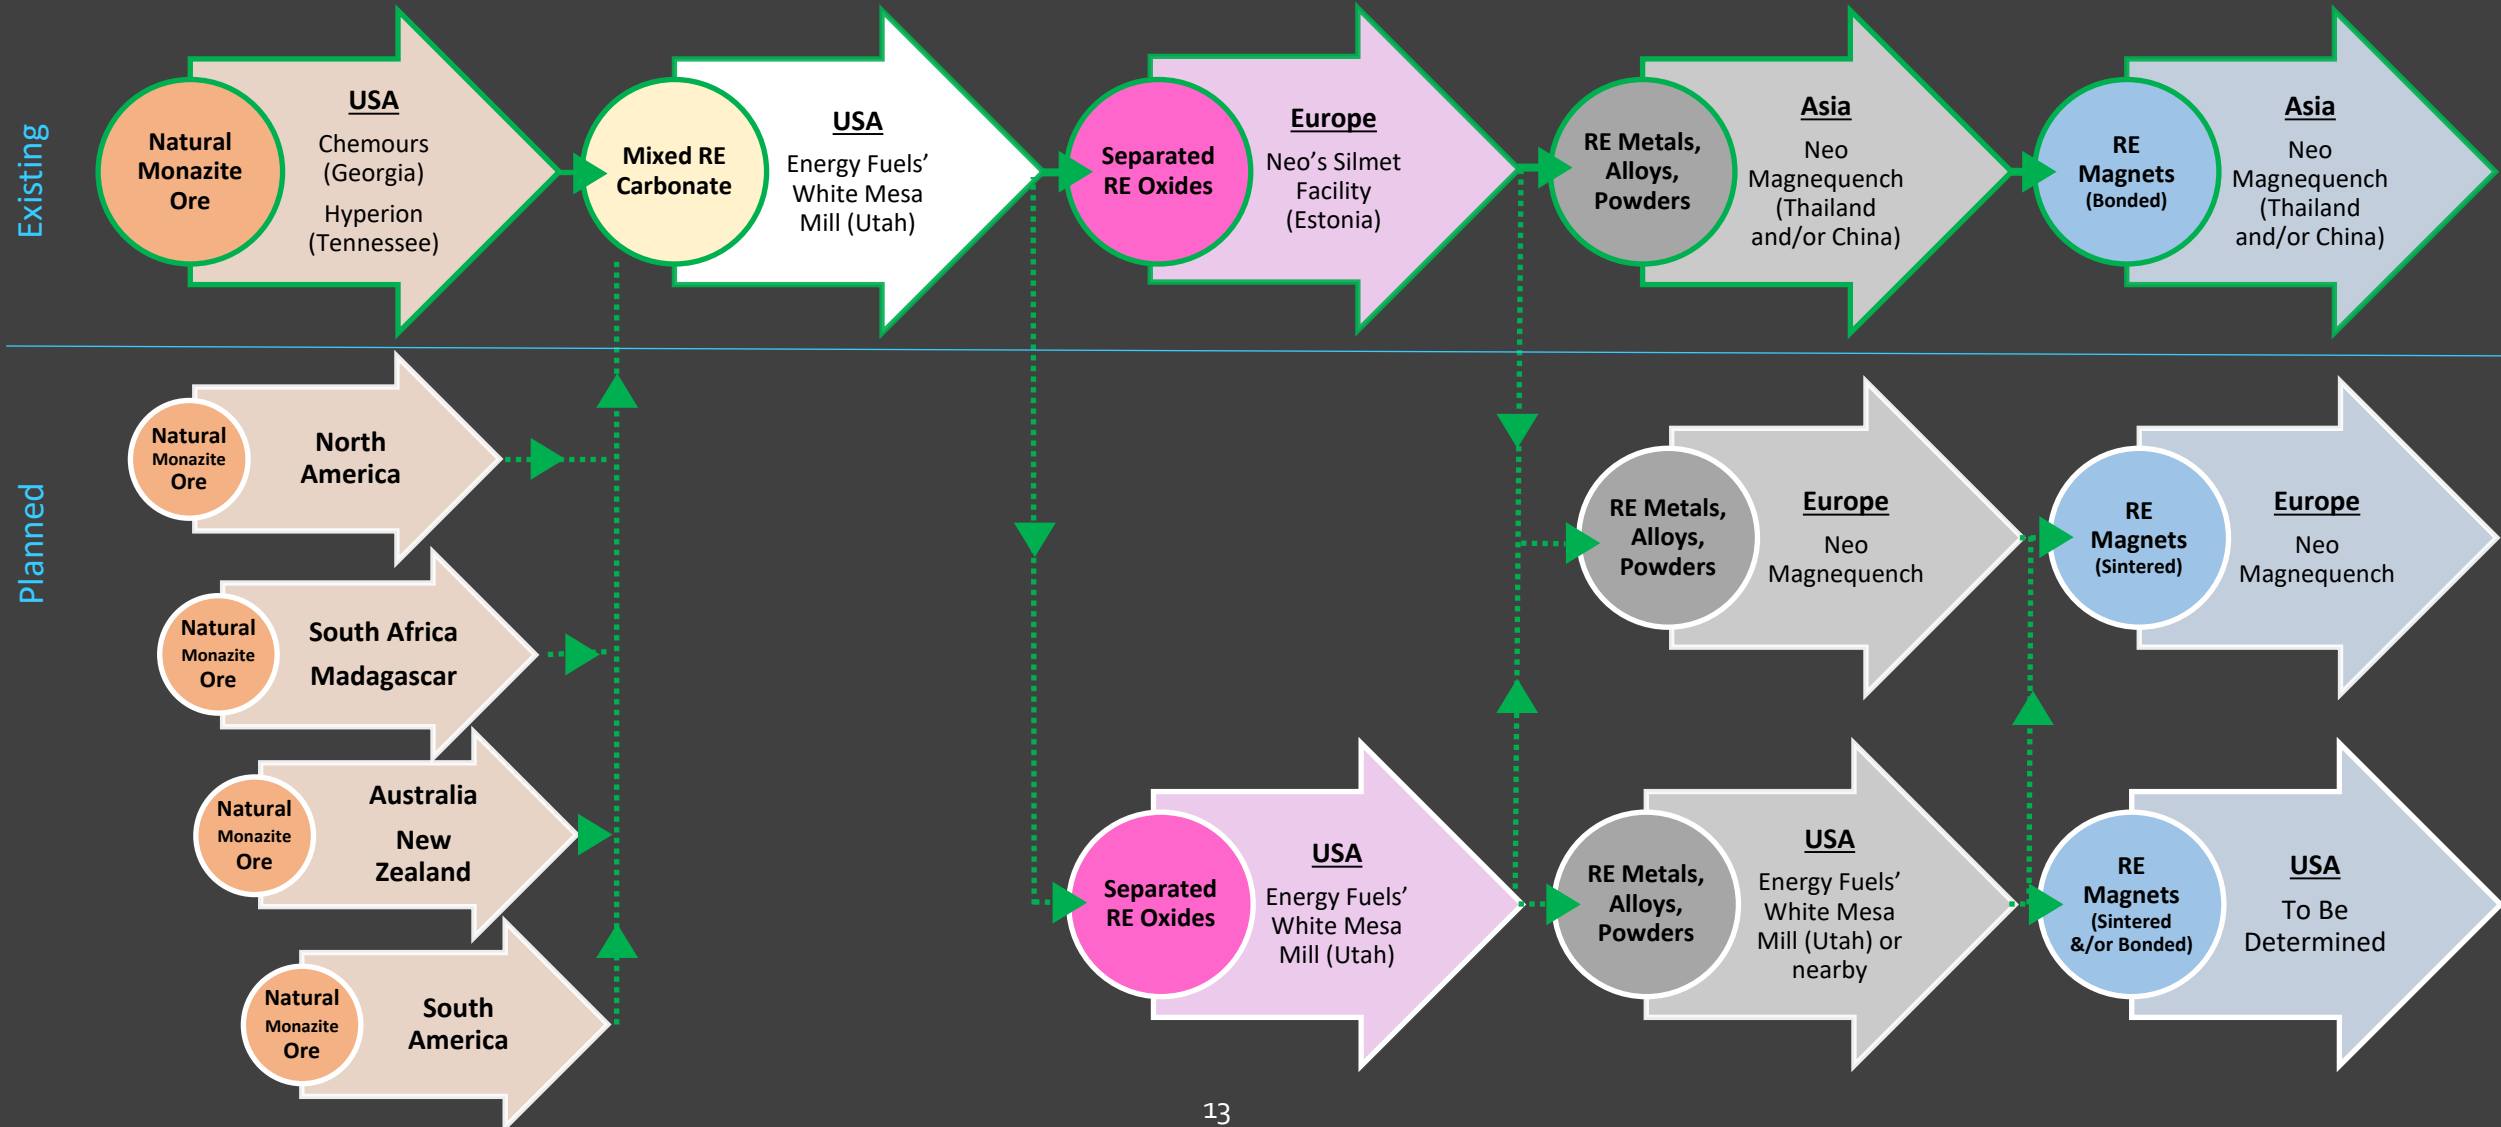 Existing
Natural
Monazite
Ore
USA
Chemours
(Georgia)
Hyperion
(Tennessee)
Mixed RE
Carbonate
USA
Energy Fuels’
White Mesa
Mill (Utah)
Separated
RE Oxides
Europe
Neo’s Silmet
Facility
(Estonia)
RE Metals,
Alloys,
Powders
Asia
Neo
Magnequench
(Thailand
and/or China)
RE
Magnets
(Bonded)
Asia
Neo
Magnequench
(Thailand
and/or China)
Planned
Natural
Monazite
Ore
North
America
Natural
Monazite
Ore
South Africa
Madagascar
Natural
Monazite
Ore
Australia
New
Zealand
Natural
Monazite
Ore
South
America
RE Metals,
Alloys,
Powders
Europe
Neo
Magnequench
RE
Magnets
(Sintered)
Europe
Neo
Magnequench
Separated
RE Oxides
USA
Energy Fuels’
White Mesa
Mill (Utah)
RE Metals,
Alloys,
Powders
USA
Energy Fuels’
White Mesa
Mill (Utah) or
nearby
RE
Magnets
(Sintered
&/or Bonded)
USA
To Be
Determined
13